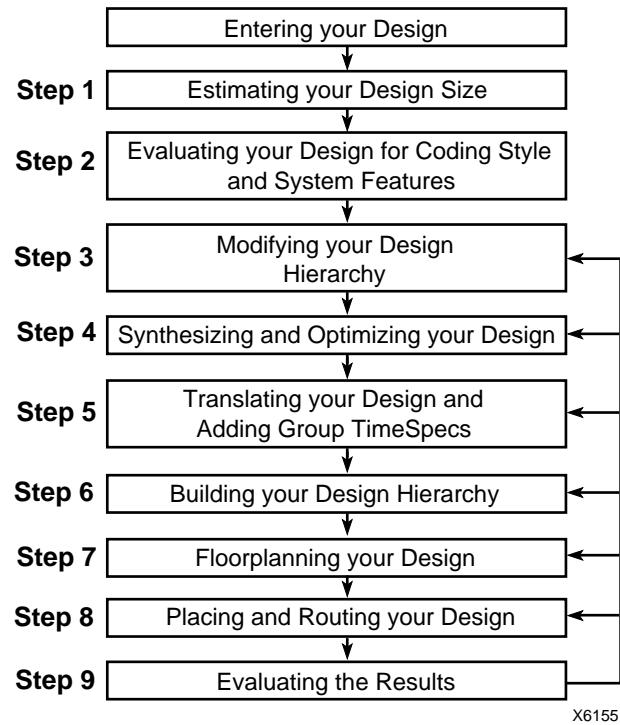 Entering your Design
Step 1
Estimating your Design Size
Step 2
Evaluating your Design for Coding Style
and System Features
Step 3
Modifying your Design
Hierarchy
Step 4
Synthesizing and Optimizing your Design
Step 5
Translating your Design and
Adding Group TimeSpecs
Step 6
Building your Design Hierarchy
Step 7
Floorplanning your Design
Step 8
Placing and Routing your Design
Step 9
Evaluating the Results
X6155